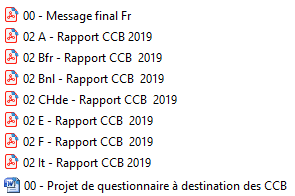 00 - Message final Fr
02 A - Rapport CCB 2019
02 Bfr - Rapport CCB  2019
02 Bnl - Rapport CCB  2019
02 CHde - Rapport CCB  2019
02 E - Rapport CCB 2019
02 F - Rapport CCB 2019
02 It - Rapport CCB 2019
00 - Projet de questionnaire à destination des CCB